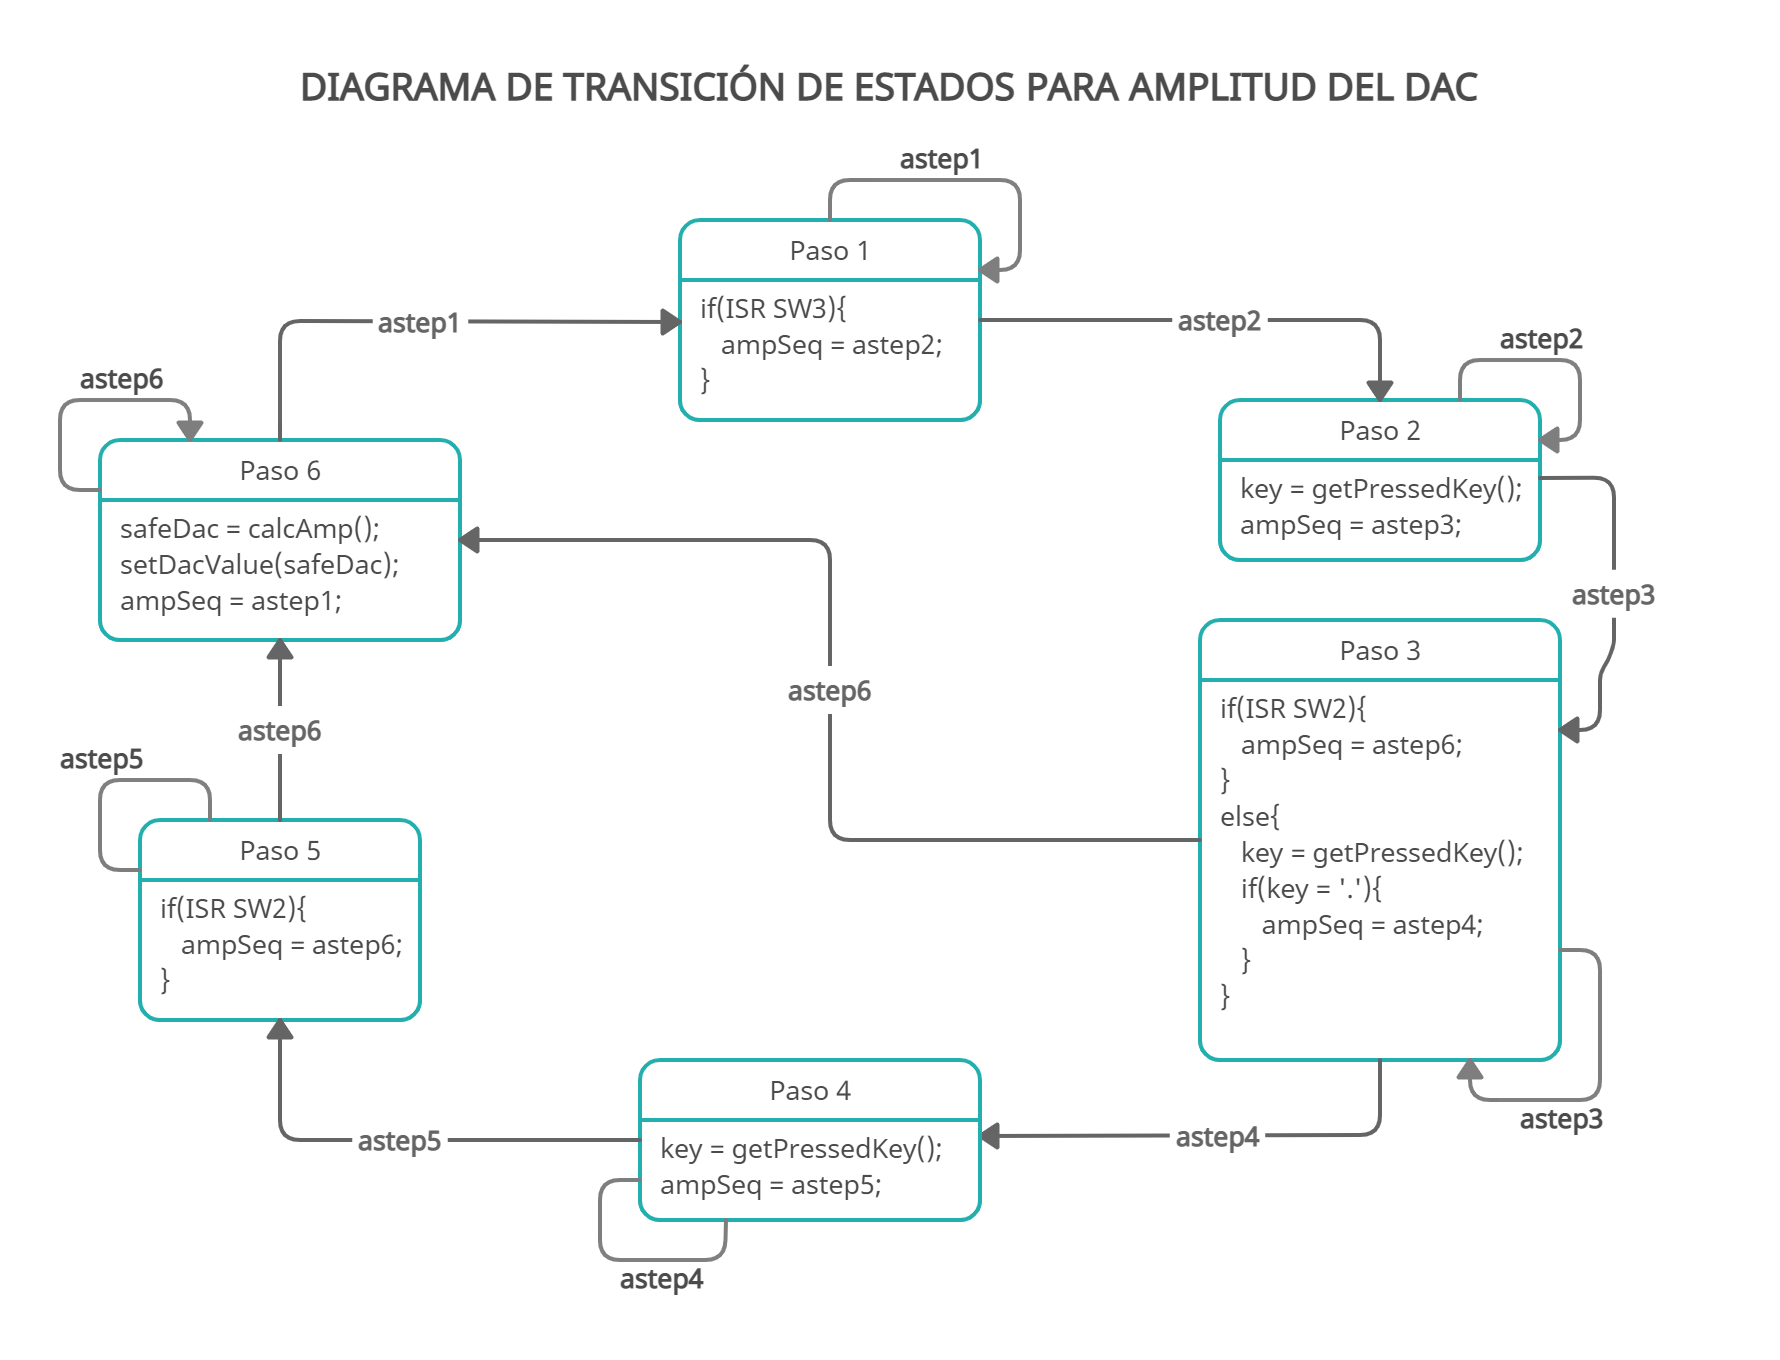 DIAGRAMA DE TRANSICIÓN DE ESTADOS PARA AMPLITUD DEL DAC
astep1
Paso 1
if(ISR SW3){
ampSeq = astep2;
}
astep1
astep2
astep2
Paso 2
key = getPressedKey();
ampSeq = astep3;
astep3
astep6
Paso 6
safeDac = calcAmp();
setDacValue(safeDac);
ampSeq = astep1;
Paso 3
if(ISR SW2){
ampSeq = astep6;
}
else{
key = getPressedKey();
if(key = '.'){
ampSeq = astep4;
}
}
astep3
astep6
astep6
astep5
Paso 5
if(ISR SW2){
ampSeq = astep6;
}
astep5
Paso 4
key = getPressedKey();
ampSeq = astep5;
astep4
astep4